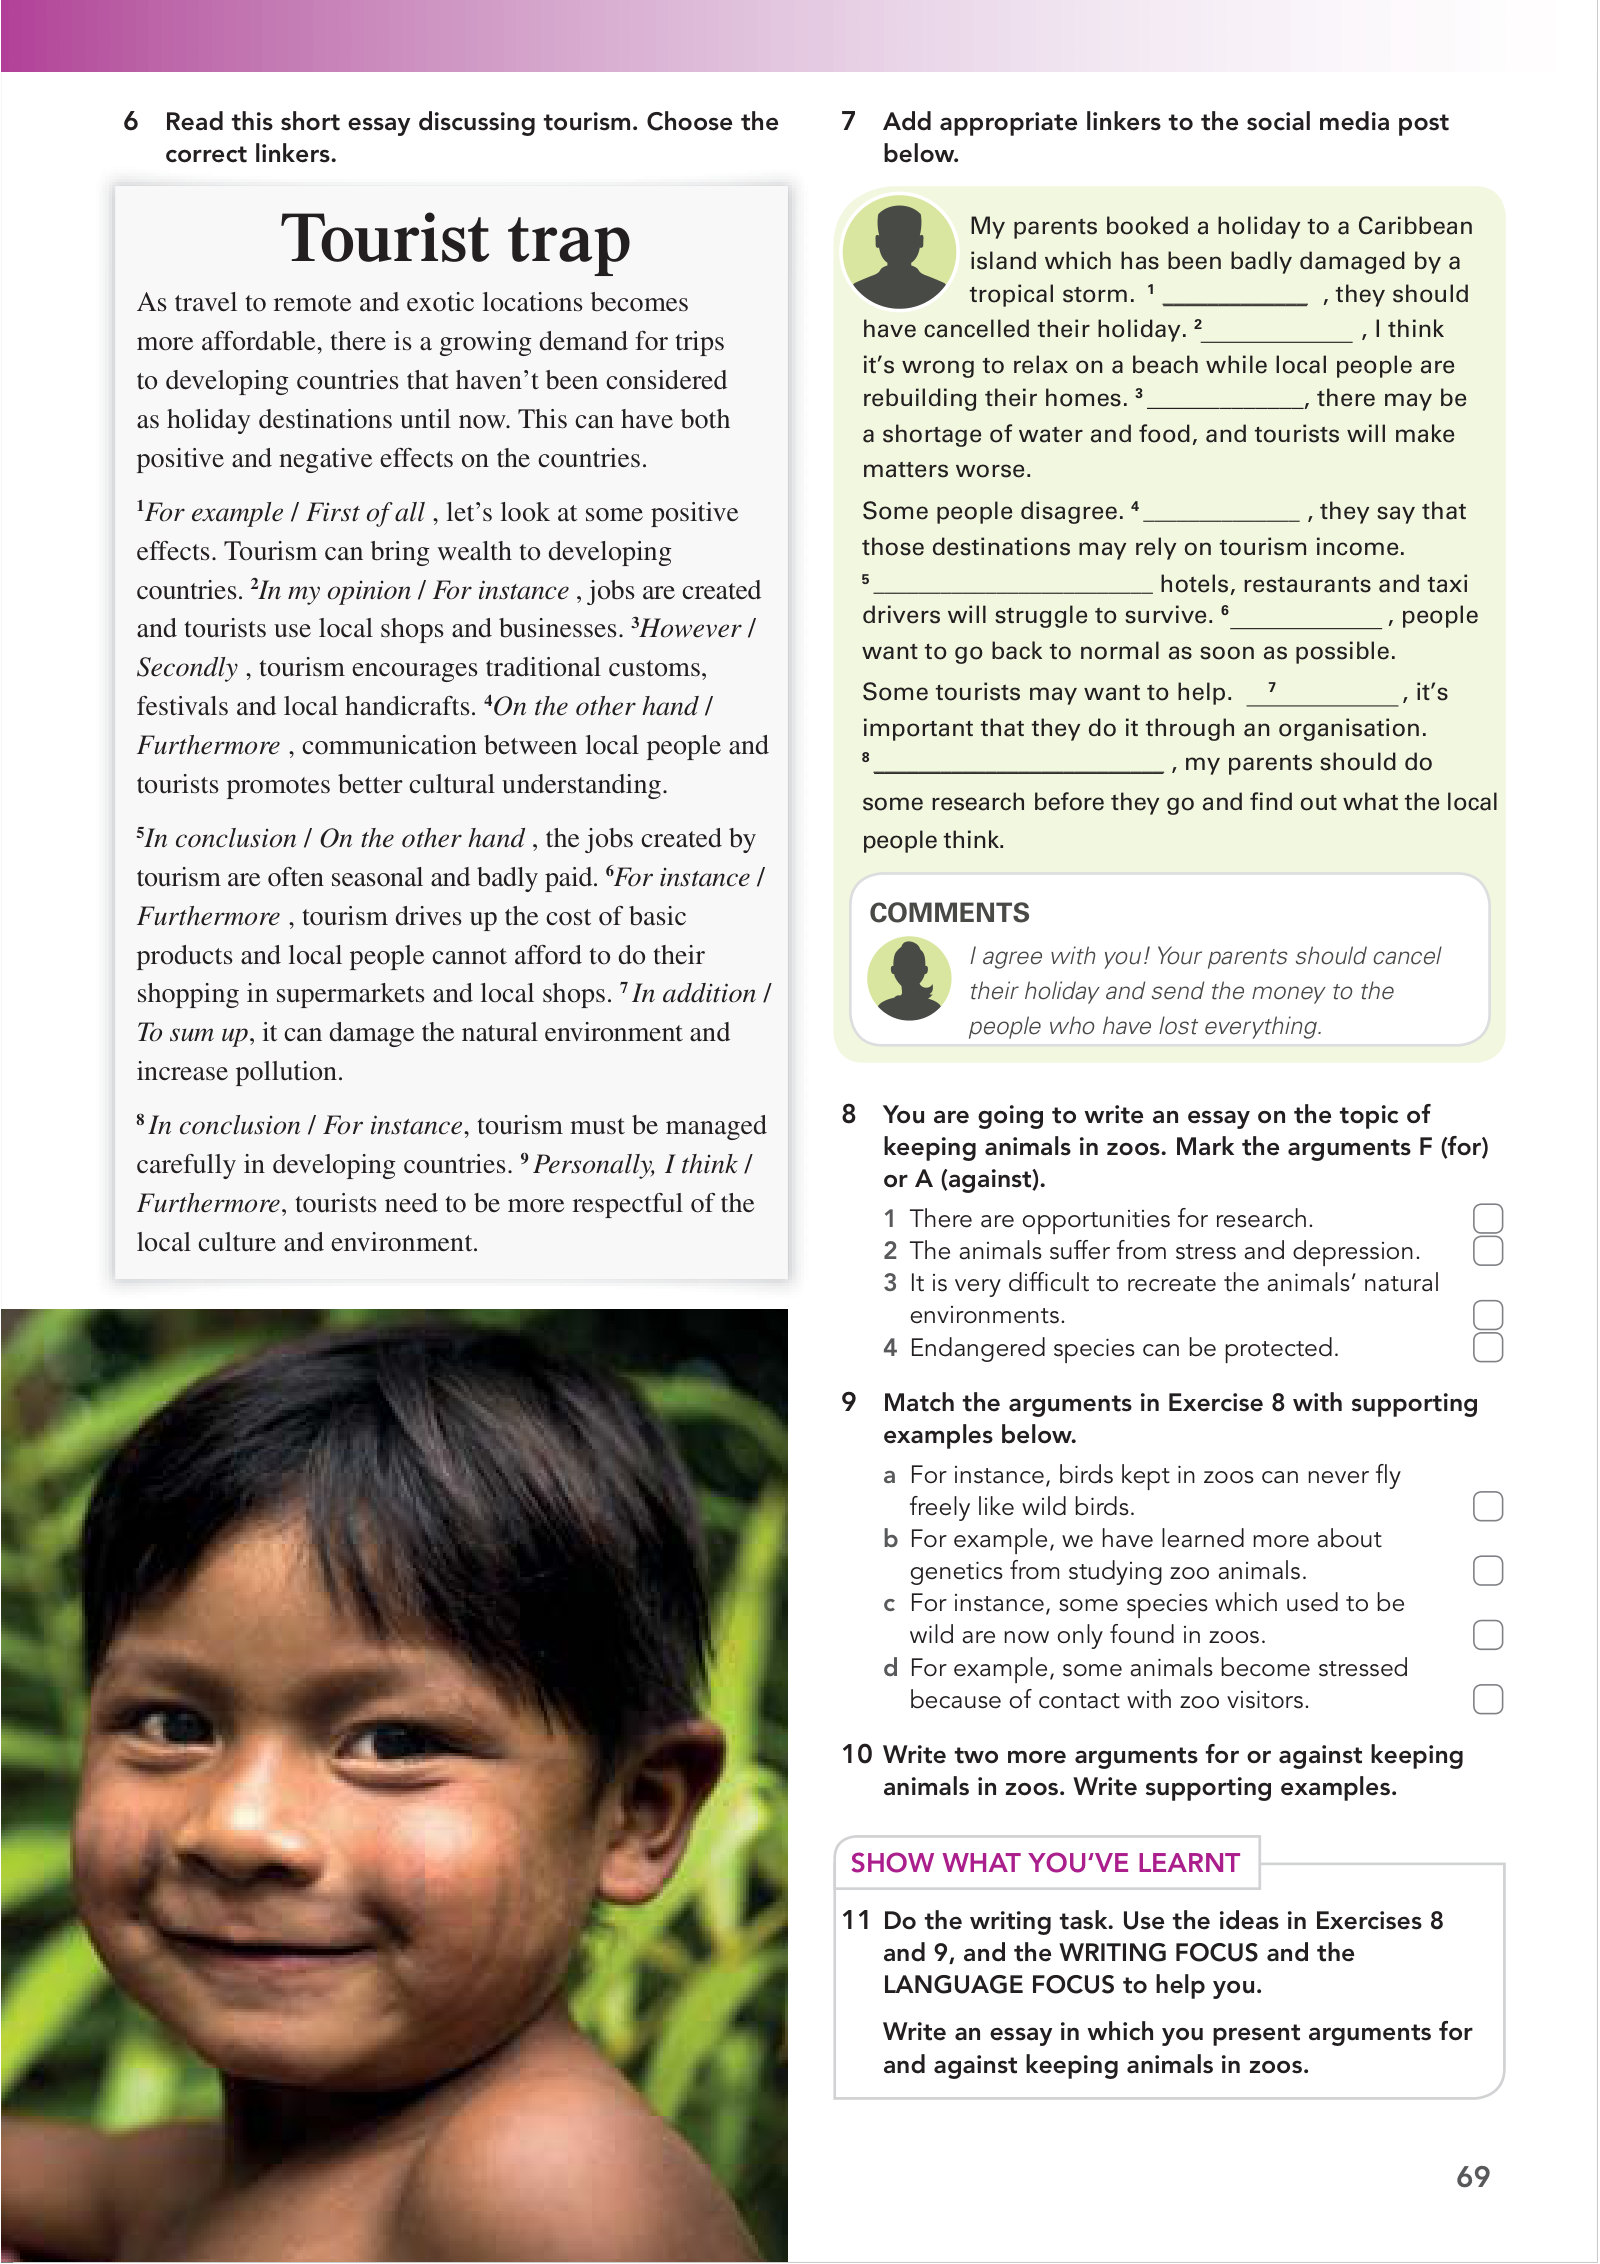 6 Read this short essay discussing tourism. Choose the
correct linkers.
Tourist trap
As travel to remote and exotic locations becomes
more affordable, there is a growing demand for trips
to developing countries that haven't been considered
as holiday destinations until now. This can have both
positive and negative effects on the countries.
1For example / First of all , let's look at some positive
effects. Tourism can bring wealth to developing
countries. 2In my opinion / For instance , jobs are created
and tourists use local shops and businesses. 3However /
Secondly , tourism encourages traditional customs,
festivals and local handicrafts. 4On the other hand /
Furthermore , communication between local people and
tourists promotes better cultural understanding.
5In conclusion / On the other hand , the jobs created by
tourism are often seasonal and badly paid. 6For instance /
Furthermore , tourism drives up the cost of basic
products and local people cannot afford to do their
shopping in supermarkets and local shops. 7 In addition /
To sum up, it can damage the natural environment and
increase pollution.
8 In conclusion / For instance, tourism must be managed
carefully in developing countries. 9 Personally, I think /
Furthermore, tourists need to be more respectful of the
local culture and environment.
7 Add appropriate linkers to the social media post
below.
My parents booked a holiday to a Caribbean
island which has been badly damaged by a
tropical storm. 1 ____________ , they should
have cancelled their holiday. 2 ____________ , I think
it's wrong to relax on a beach while local people are
rebuilding their homes. 3 ____________, there may be
a shortage of water and food, and tourists will make
matters worse.
Some people disagree. 4 ____________ , they say that
those destinations may rely on tourism income.
5 ______________________ hotels, restaurants and taxi
drivers will struggle to survive. 6 ____________ , people
want to go back to normal as soon as possible.
Some tourists may want to help. 7 ____________ , it's
important that they do it through an organisation.
8 ______________________ , my parents should do
some research before they go and find out what the local
people think.
COMMENTS
I agree with you! Your parents should cancel
their holiday and send the money to the
people who have lost everything.
8 You are going to write an essay on the topic of
keeping animals in zoos. Mark the arguments F (for)
or A (against).
1 There are opportunities for research.
2 The animals suffer from stress and depression.
3 It is very difficult to recreate the animals' natural
environments.
4 Endangered species can be protected.
9 Match the arguments in Exercise 8 with supporting
examples below.
a For instance, birds kept in zoos can never fly
freely like wild birds.
b For example, we have learned more about
genetics from studying zoo animals.
c For instance, some species which used to be
wild are now only found in zoos.
d For example, some animals become stressed
because of contact with zoo visitors.
10 Write two more arguments for or against keeping
animals in zoos. Write supporting examples.
SHOW WHAT YOU'VE LEARNT
11 Do the writing task. Use the ideas in Exercises 8
and 9, and the WRITING FOCUS and the
LANGUAGE FOCUS to help you.
Write an essay in which you present arguments for
and against keeping animals in zoos.
69